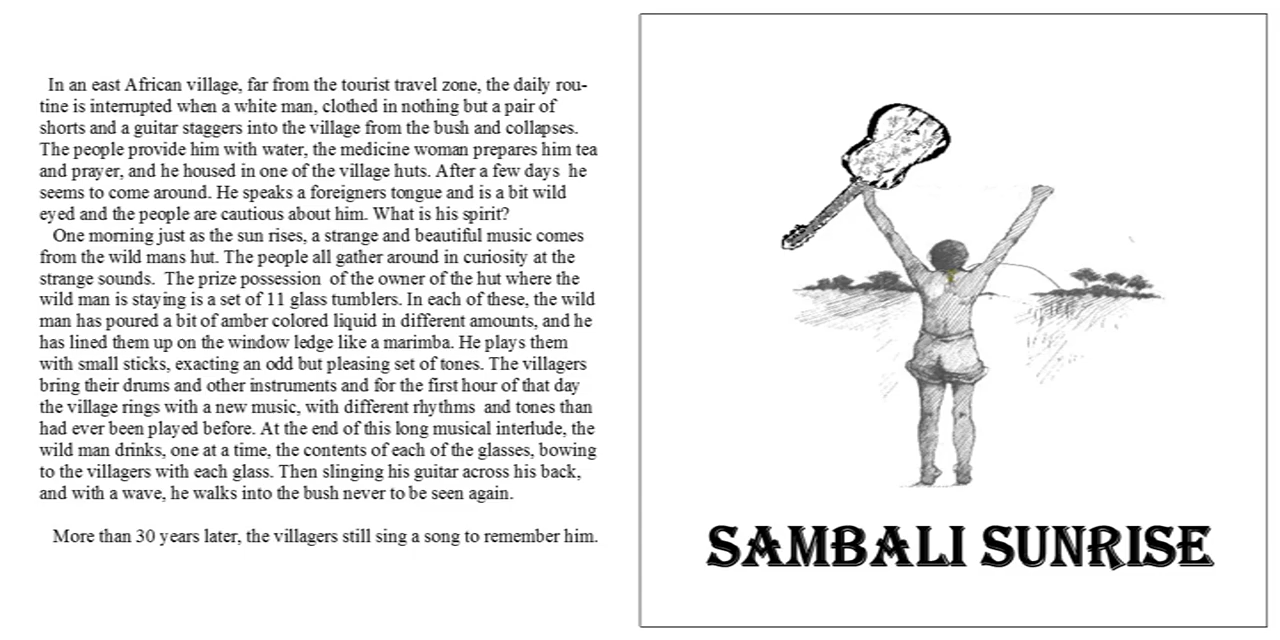 In an east African village, far from the tourist travel zone, the daily rou-
tine is interrupted when a white man, clothed in nothing but a pair of
shorts and a guitar staggers into the village from the bush and collapses.
The people provide him with water, the medicine woman prepares him tea
and prayer, and he housed in one of the village huts. After a few days he
seems to come around. He speaks a foreigners tongue and is a bit wild
eyed and the people are cautious about him. What is his spirit?
One morning just as the sun rises, a strange and beautiful music comes
from the wild mans hut. The people all gather around in curiosity at the
strange sounds. The prize possession of the owner of the hut where the
wild man is staying is a set of 11 glass tumblers. In each of these, the wild
man has poured a bit of amber colored liquid in different amounts, and he
has lined them up on the window ledge like a marimba. He plays them
with small sticks, exacting an odd but pleasing set of tones. The villagers
bring their drums and other instruments and for the first hour of that day
the village rings with a new music, with different rhythms and tones than
had ever been played before. At the end of this long musical interlude, the
wild man drinks, one at a time, the contents of each of the glasses, bowing
to the villagers with each glass. Then slinging his guitar across his back,
and with a wave, he walks into the bush never to be seen again.
More than 30 years later, the villagers still sing a song to remember him.
SAMBALI SUNRISE